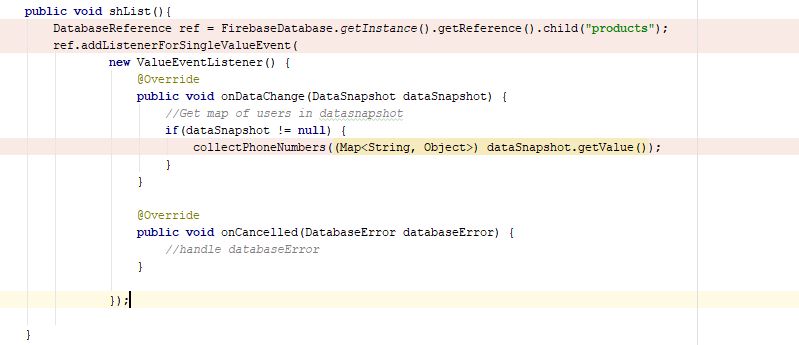 public void shList(){
DatabaseReference ref = FirebaseDatabase.getInstance().getReference().child("products");
ref.addListenerForSingleValueEvent(
new ValueEventListener() {
@Override
public void onDataChange(DataSnapshot dataSnapshot) {
//Get map of users in datasnapshot
if(dataSnapshot != null) {
collectPhoneNumbers((Map<String, Object>) dataSnapshot.getValue());
}
}
@Override
public void onCancelled(DatabaseError databaseError) {
//handle databaseError
}
});
}